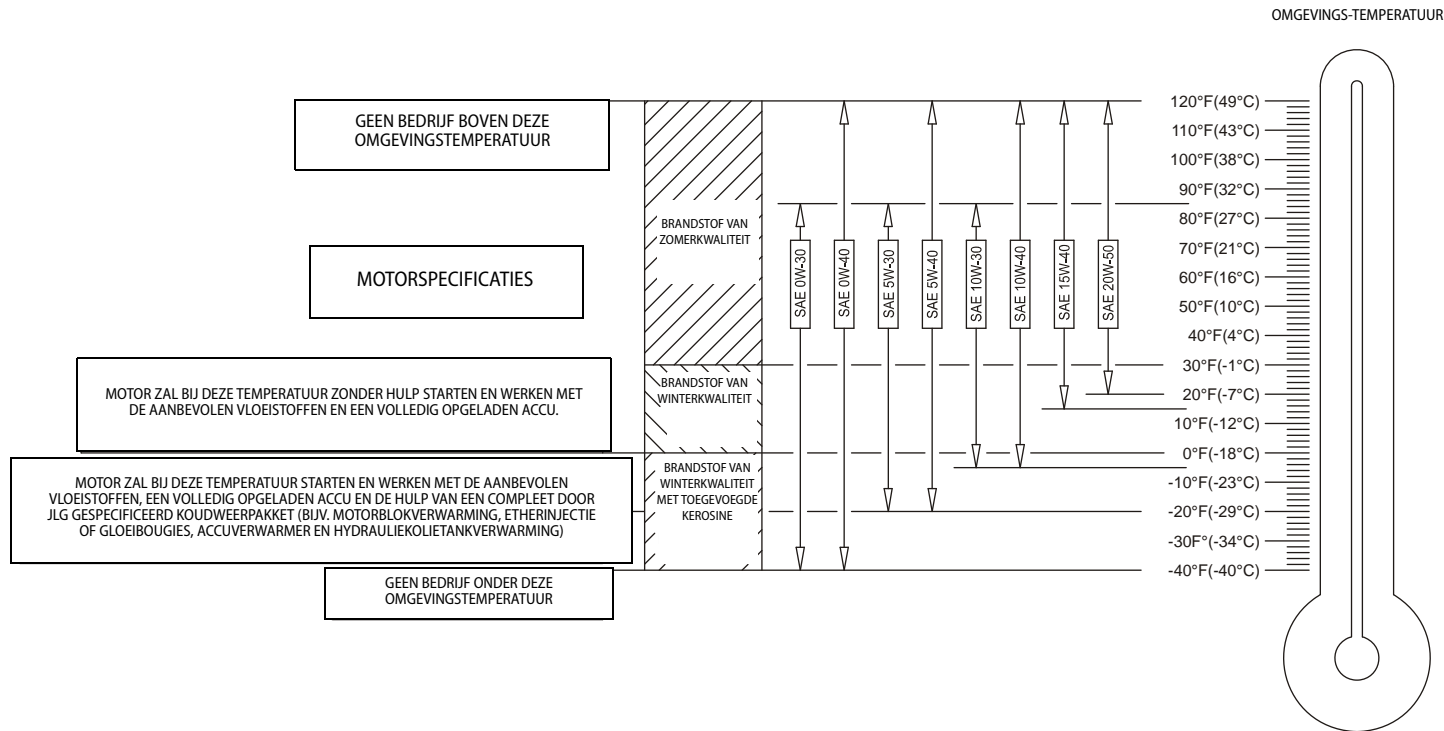 OMGEVINGS-TEMPERATUUR
GEEN BEDRIJF BOVEN DEZE
OMGEVINGSTEMPERATUUR
MOTORSPECIFICATIES
MOTOR ZAL BIJ DEZE TEMPERATUUR ZONDER HULP STARTEN EN WERKEN MET
DE AANBEVOLEN VLOEISTOFFEN EN EEN VOLLEDIG OPGELADEN ACCU.
MOTOR ZAL BIJ DEZE TEMPERATUUR STARTEN EN WERKEN MET DE AANBEVOLEN
VLOEISTOFFEN, EEN VOLLEDIG OPGELADEN ACCU EN DE HULP VAN EEN COMPLEET DOOR
JLG GESPECIFICEERD KOUDWEERPAKKET (BIJV. MOTORBLOKVERWARMING, ETHERINJECTIE
OF GLOEIBOUGIES, ACCUVERWARMER EN HYDRAULIEKOLIETANKVERWARMING)
GEEN BEDRIJF ONDER DEZE
OMGEVINGSTEMPERATUUR
BRANDSTOF VAN
ZOMERKWALITEIT
BRANDSTOF VAN
WINTERKWALITEIT
BRANDSTOF VAN
WINTERKWALITEIT
MET TOEGEVOEGDE
KEROSINE
SAE 0W-30
SAE 0W-40
SAE 5W-30
SAE 5W-40
SAE 10W-30
SAE 10W-40
SAE 15W-40
SAE 20W-50
120°F(49°C)
110°F(43°C)
100°F(38°C)
90°F(32°C)
80°F(27°C)
70°F(21°C)
60°F(16°C)
50°F(10°C)
40°F(4°C)
30°F(-1°C)
20°F(-7°C)
10°F(-12°C)
0°F(-18°C)
-10°F(-23°C)
-20°F(-29°C)
-30F°(-34°C)
-40°F(-40°C)